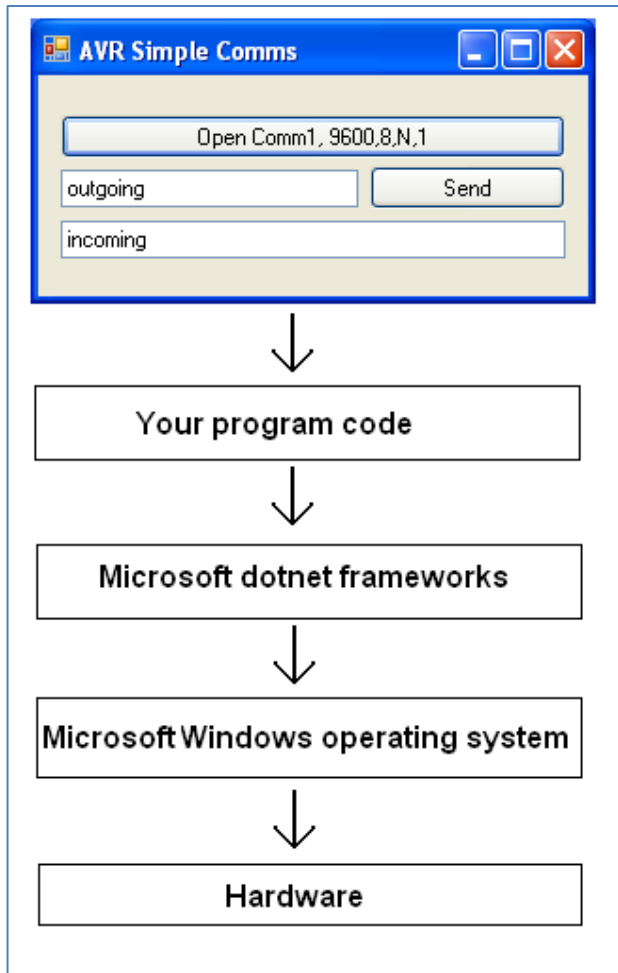 AVR Simple Comms
Open Comm1, 9600,8,N,1
outgoing
Send
incoming
Your program code
Microsoft dotnet frameworks
Microsoft Windows operating system
Hardware